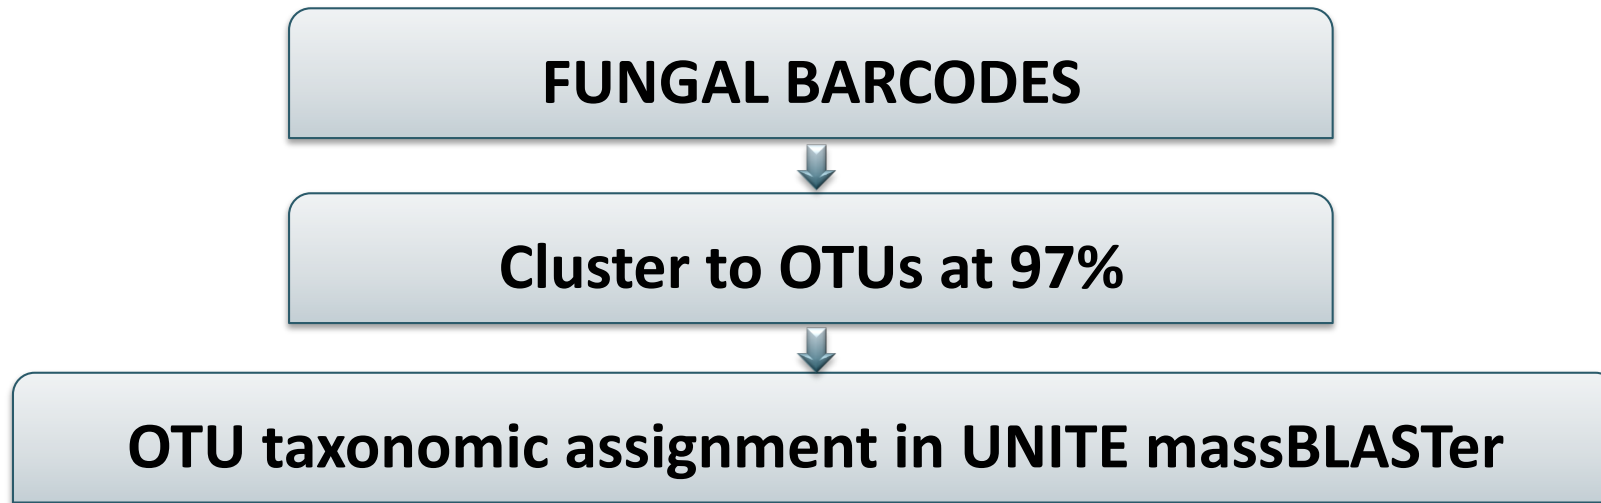 FUNGAL BARCODES
Cluster to OTUs at 97%
OTU taxonomic assignment in UNITE massBLASTer